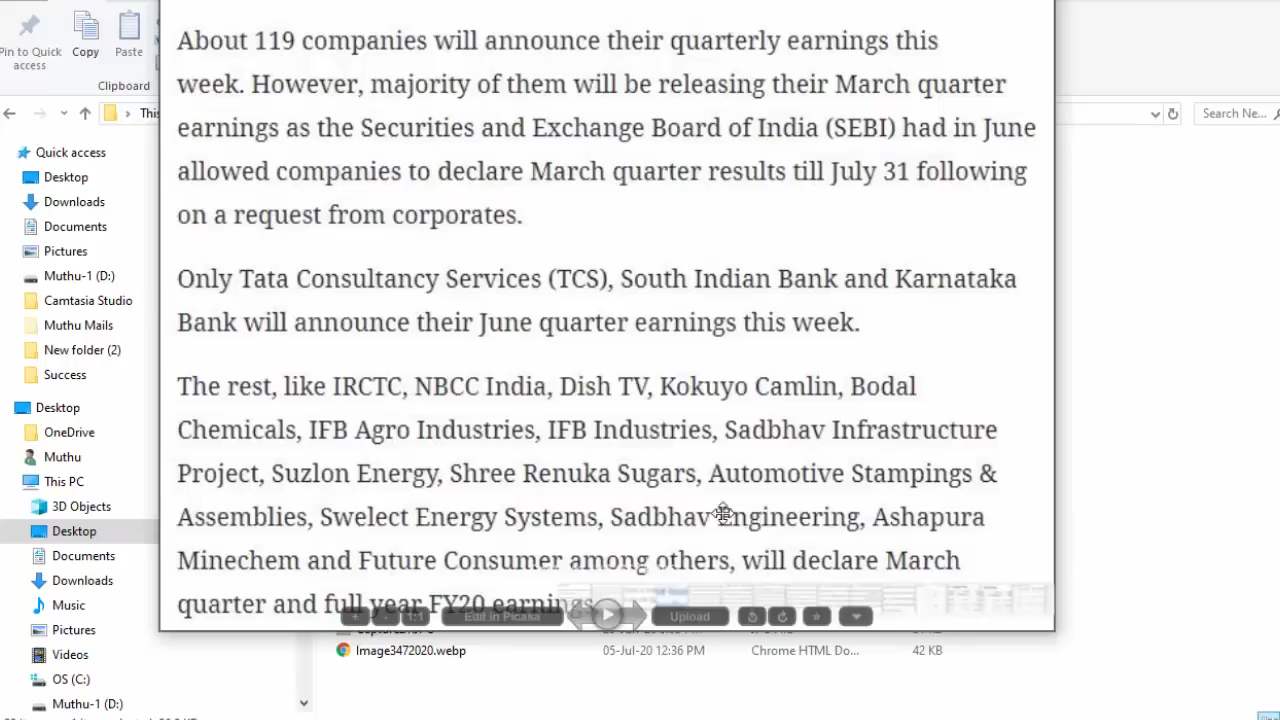 Pin to Quick access
Copy
Paste
Clipboard
This
Search Ne...
Quick access
Desktop
Downloads
Documents
Pictures
Muthu-1 (D:)
Camtasia Studio
Muthu Mails
New folder (2)
Success
Desktop
OneDrive
Muthu
This PC
3D Objects
Desktop
Documents
Downloads
Music
Pictures
Videos
OS (C:)
Muthu-1 (D:)
About 119 companies will announce their quarterly earnings this
week. However, majority of them will be releasing their March quarter
earnings as the Securities and Exchange Board of India (SEBI) had in June
allowed companies to declare March quarter results till July 31 following
on a request from corporates.
Only Tata Consultancy Services (TCS), South Indian Bank and Karnataka
Bank will announce their June quarter earnings this week.
The rest, like IRCTC, NBCC India, Dish TV, Kokuyo Camlin, Bodal
Chemicals, IFB Agro Industries, IFB Industries, Sadbhav Infrastructure
Project, Suzlon Energy, Shree Renuka Sugars, Automotive Stampings &
Assemblies, Swelect Energy Systems, Sadbhav Engineering, Ashapura
Minechem and Future Consumer among others, will declare March
quarter and full year FY20 earnings.
1:1
Edit in Picasa
Upload
Image3472020.webp 05-Jul-20 12:36 PM Chrome HTML Do... 42 KB